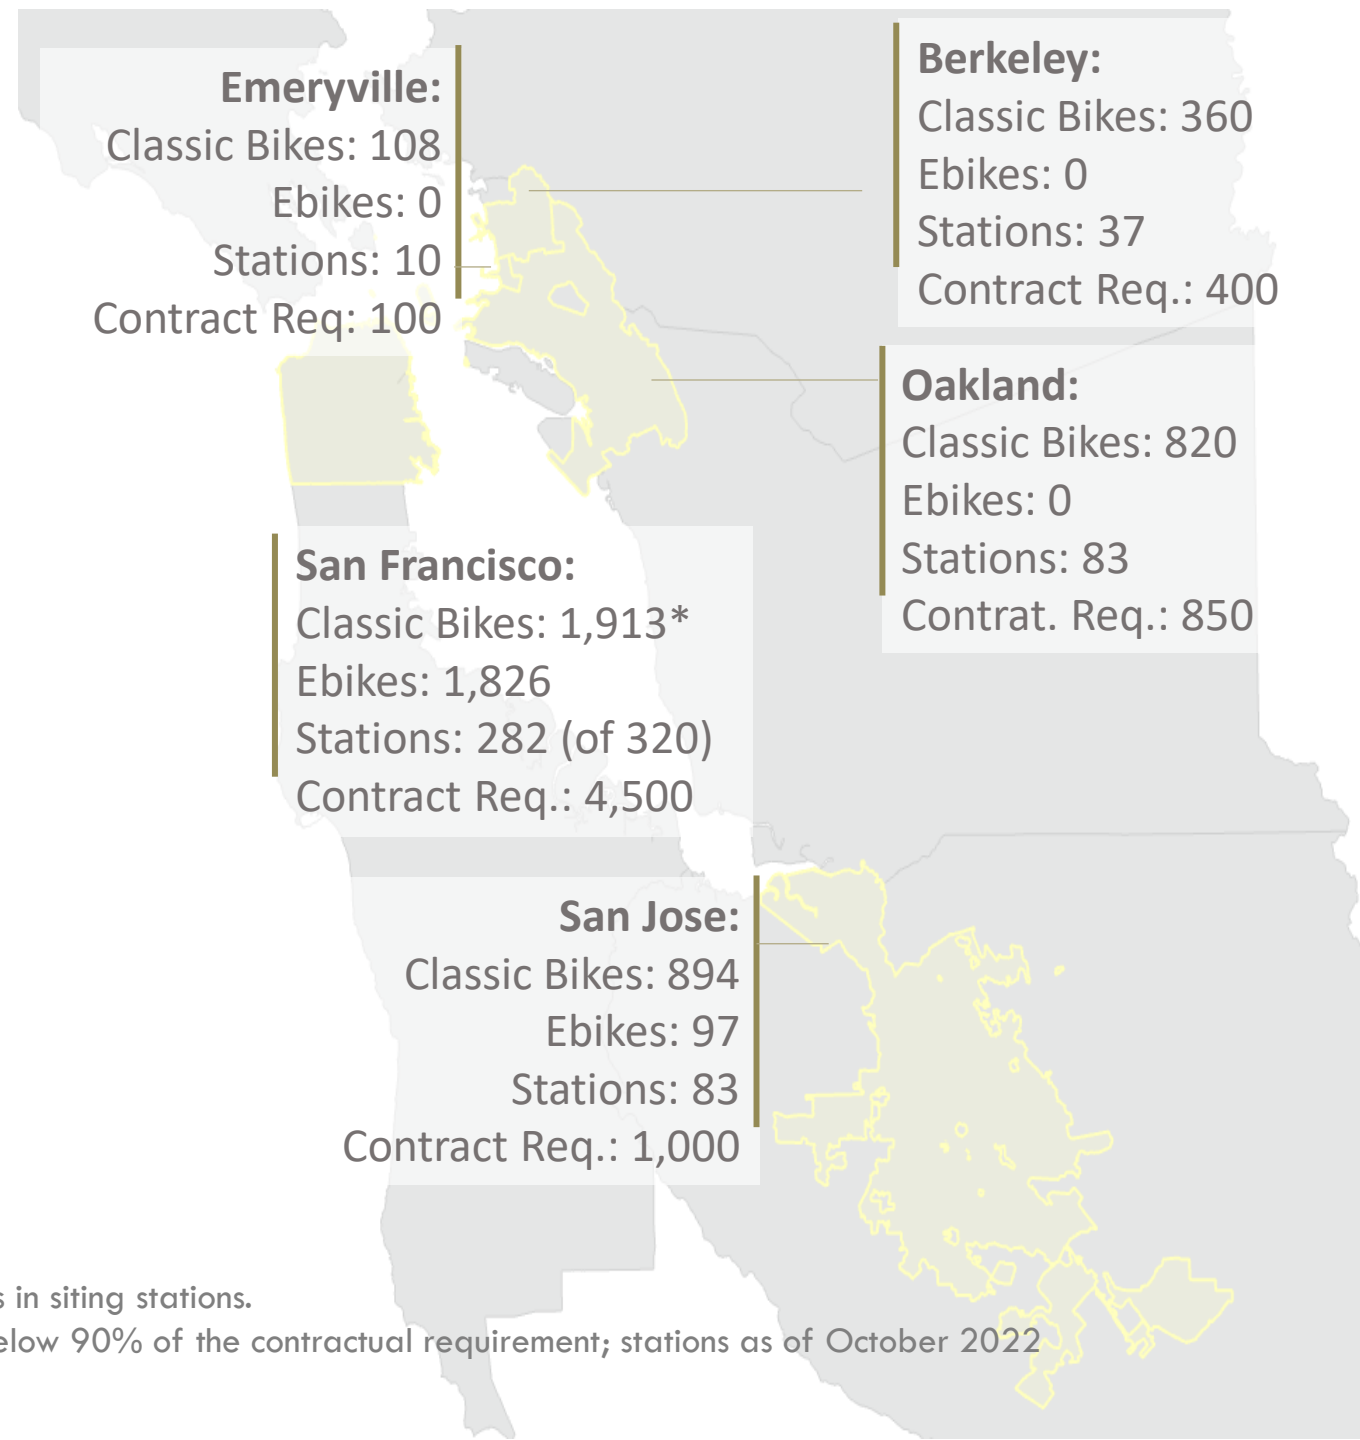 Emeryville:
Classic Bikes: 108
Ebikes: 0
Stations: 10
Contract Req: 100
Berkeley:
Classic Bikes: 360
Ebikes: 0
Stations: 37
Contract Req.: 400
Oakland:
Classic Bikes: 820
Ebikes: 0
Stations: 83
Contrat. Req.: 850
San Francisco:
Classic Bikes: 1,913*
Ebikes: 1,826
Stations: 282 (of 320)
Contract Req.: 4,500
San Jose:
Classic Bikes: 894
Ebikes: 97
Stations: 83
Contract Req.: 1,000
in siting stations.
90% of the contractual requirement; stations as of October 2022